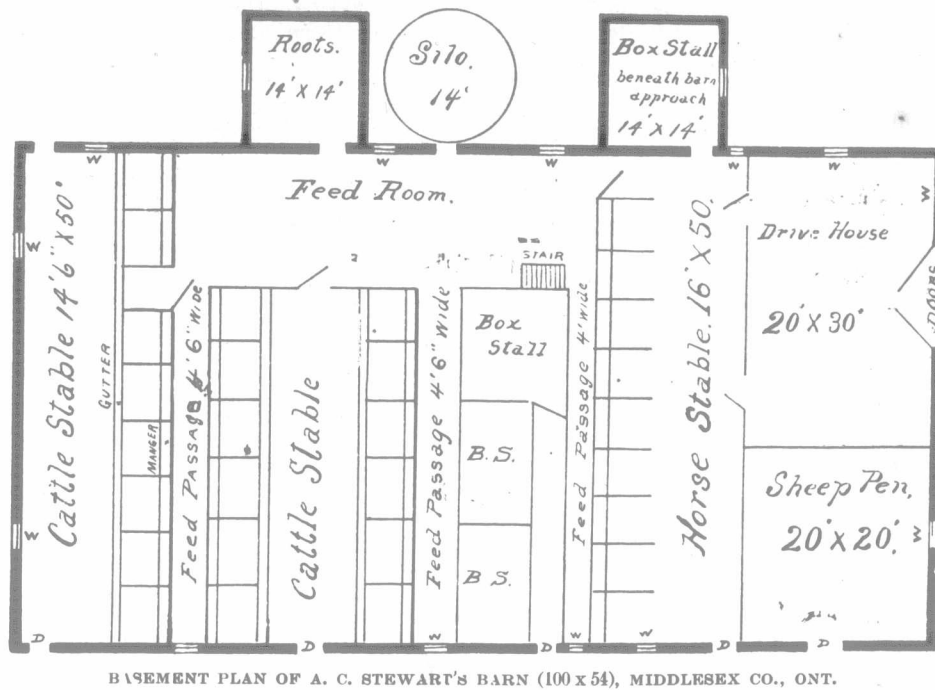 Roots.
14' X 14'
Silo.
14'
Box Stall
beneath barn
approach
14' X 14'
W
W
W
W
W
W
Feed Room.
Cattle Stable 14'6" X 50'
W
W
GUTTER
MANGER
Feed PASSAGE 4'6" WIDE
Cattle Stable
Feed Passage 4'6" WIDE
STAIR
Box
Stall
B.S.
B S.
Feed Passage 4' Wide
Horse Stable. 16' X 50.
Drive House
20' X 30'
DOORS
Sheep Pen,
20' X 20'.
W
D
D
W
D
W
W
D
D
BASEMENT PLAN OF A. C. STEWART'S BARN (100 x 54), MIDDLESEX CO., ONT.